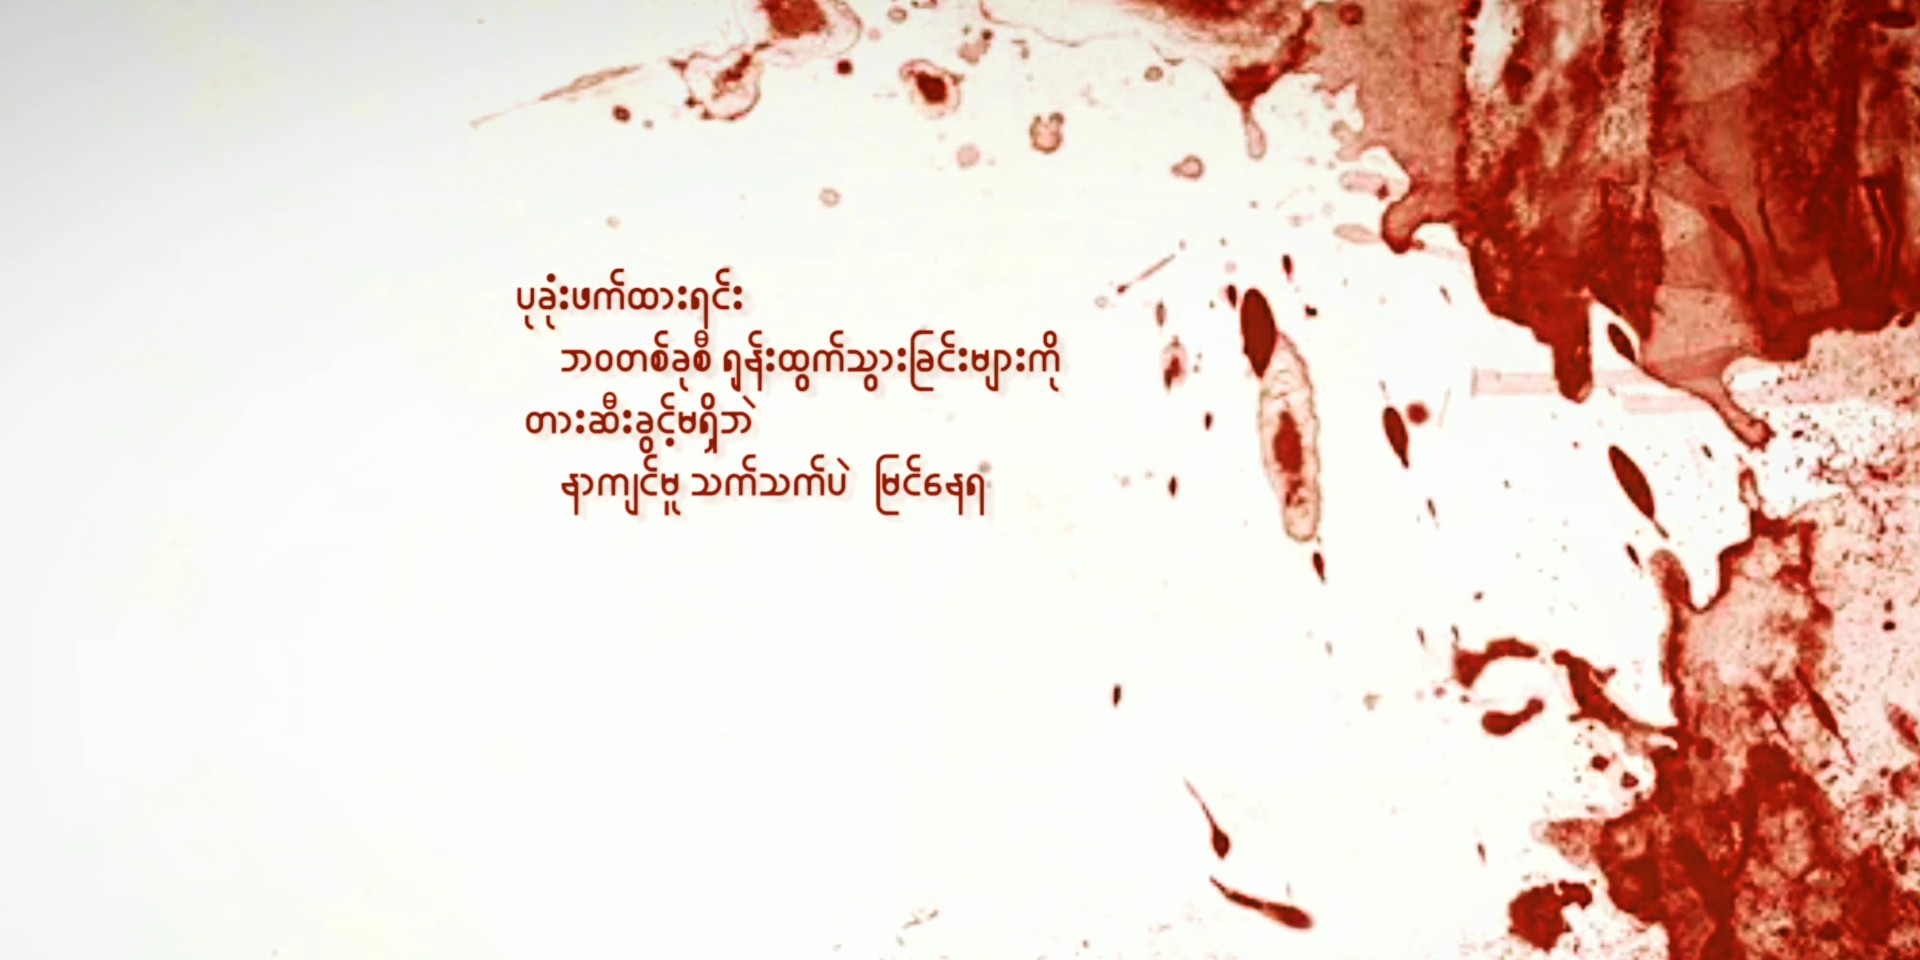 ပုခုံးဖက်ထားရင်း
ဘဝတစ်ခုစီ ရုန်းထွက်သွားခြင်းများကို
တားဆီးခွင့်မရှိဘဲ
နာကျင်မှု သက်သက်ပဲ မြင်နေရ